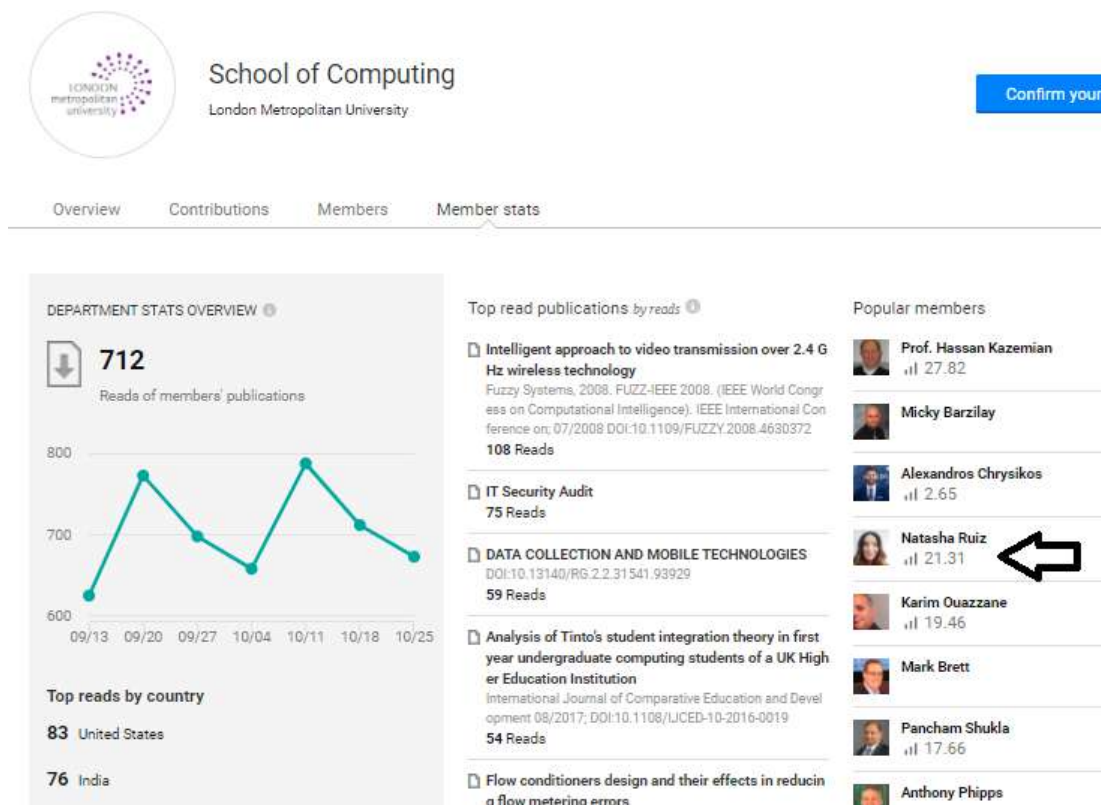 LONDON
metropolitan
university
School of Computing
London Metropolitan University
Confirm your
Overview Contributions Members Member stats
DEPARTMENT STATS OVERVIEW
712
Reads of members' publications
800
700
600
09/13 09/20 09/27 10/04 10/11 10/18 10/25
Top reads by country
83 United States
76 India
Top read publications by reads
Intelligent approach to video transmission over 2.4 G
Hz wireless technology
Fuzzy Systems, 2008. FUZZ-IEEE 2008. (IEEE World Congr
ess on Computational Intelligence). IEEE International Con
ference on; 07/2008 DOI:10.1109/FUZZY.2008.4630372
108 Reads
IT Security Audit
75 Reads
DATA COLLECTION AND MOBILE TECHNOLOGIES
DOI:10.13140/RG.2.2.31541.93929
59 Reads
Analysis of Tinto's student integration theory in first
year undergraduate computing students of a UK High
er Education Institution
International Journal of Comparative Education and Devel
opment 08/2017; DOI:10.1108/IJCED-10-2016-0019
54 Reads
Flow conditioners design and their effects in reducin
g flow metering errors
Popular members
Prof. Hassan Kazemian
27.82
Micky Barzilay
Alexandros Chrysikos
2.65
Natasha Ruiz
21.31
Karim Ouazzane
19.46
Mark Brett
Pancham Shukla
17.66
Anthony Phipps